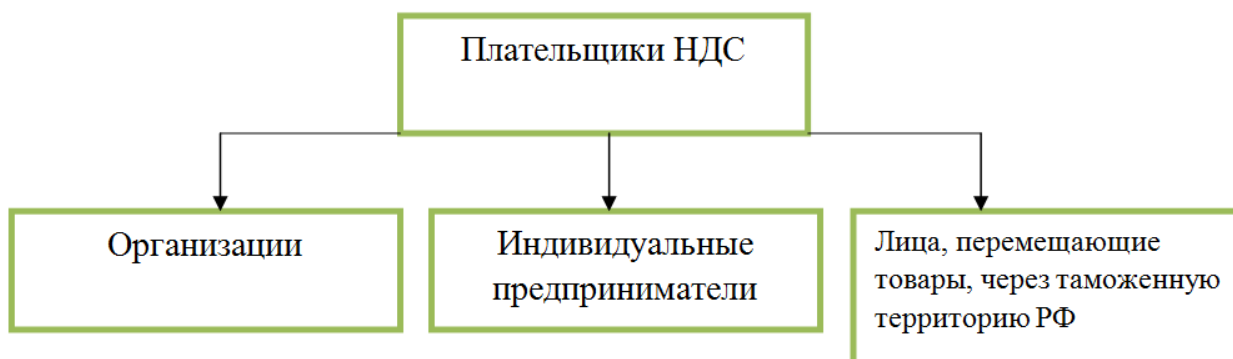 Плательщики НДС
Организации
Индивидуальные
предприниматели
Лица, перемещающие
товары, через таможенную
территорию РФ